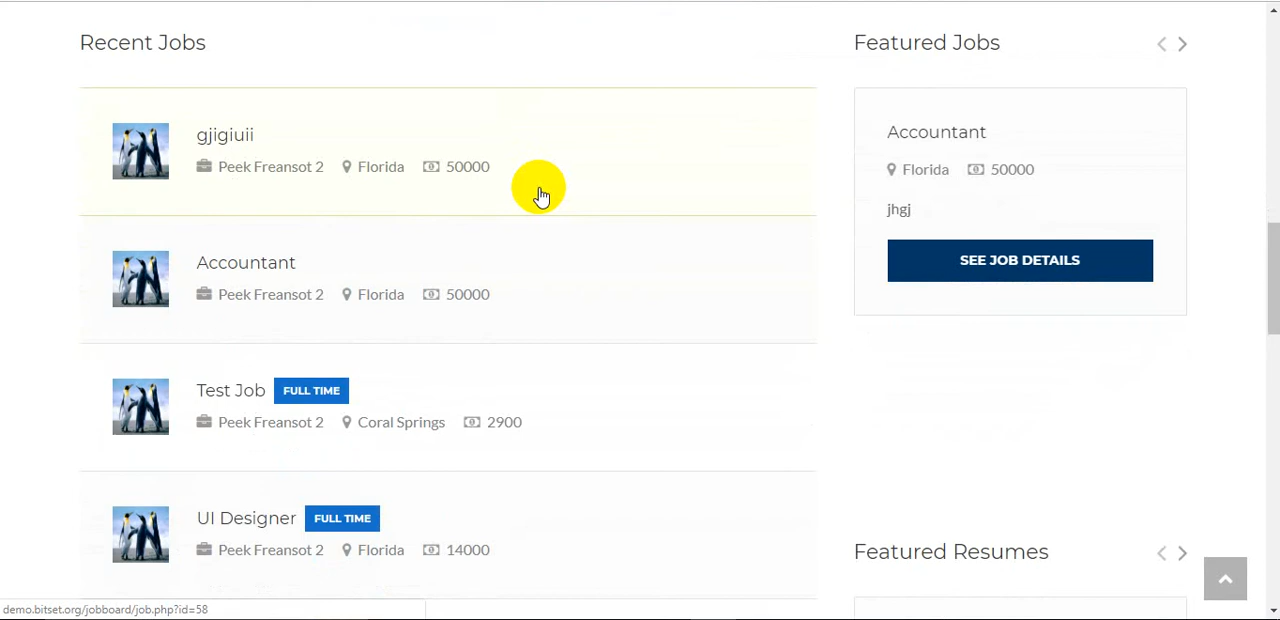 Recent Jobs
gjigiuii
Peek Freansot 2 Florida 50000
Accountant
Peek Freansot 2 Florida 50000
Test Job FULL TIME
Peek Freansot 2 Coral Springs 2900
UI Designer FULL TIME
Peek Freansot 2 Florida 14000
Featured Jobs
Accountant
Florida 50000
jhgj
SEE JOB DETAILS
Featured Resumes
demo.bitset.org/jobboard/job.php?id=58